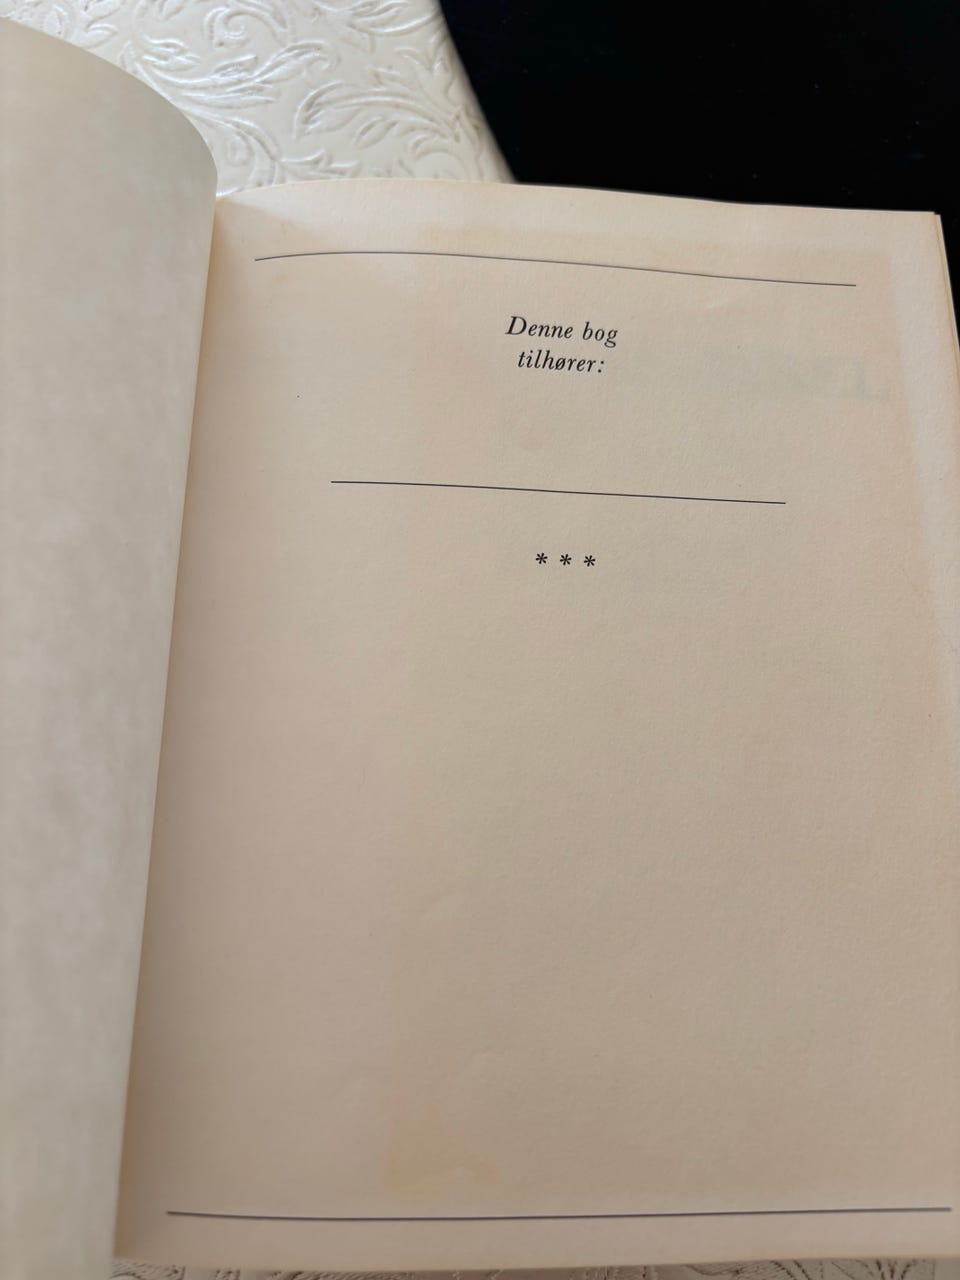 Denne bog
tilhører:
* * *